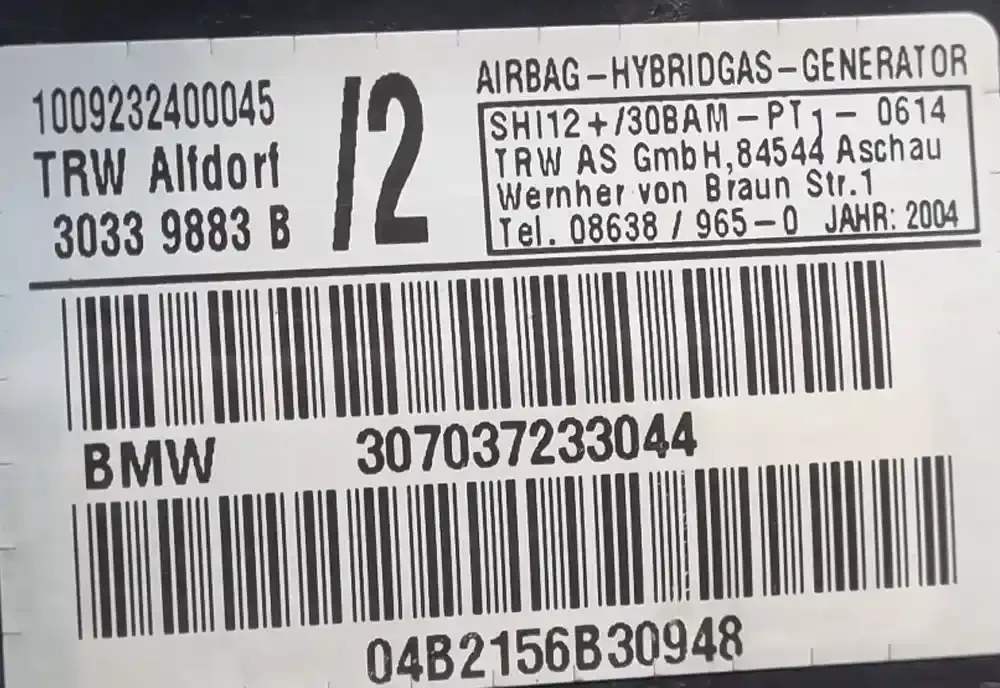 1009232400045
TRW Alfdorf
3033 9883 B
/2
AIRBAG-HYBRIDGAS-GENERATOR
SHI12+/30BAM-PT1-0614
TRW AS GmbH,84544 Aschau
Wernher von Braun Str.1
Tel. 08638 / 965-0 JAHR: 2004
BMW 307037233044
04B2156B30948